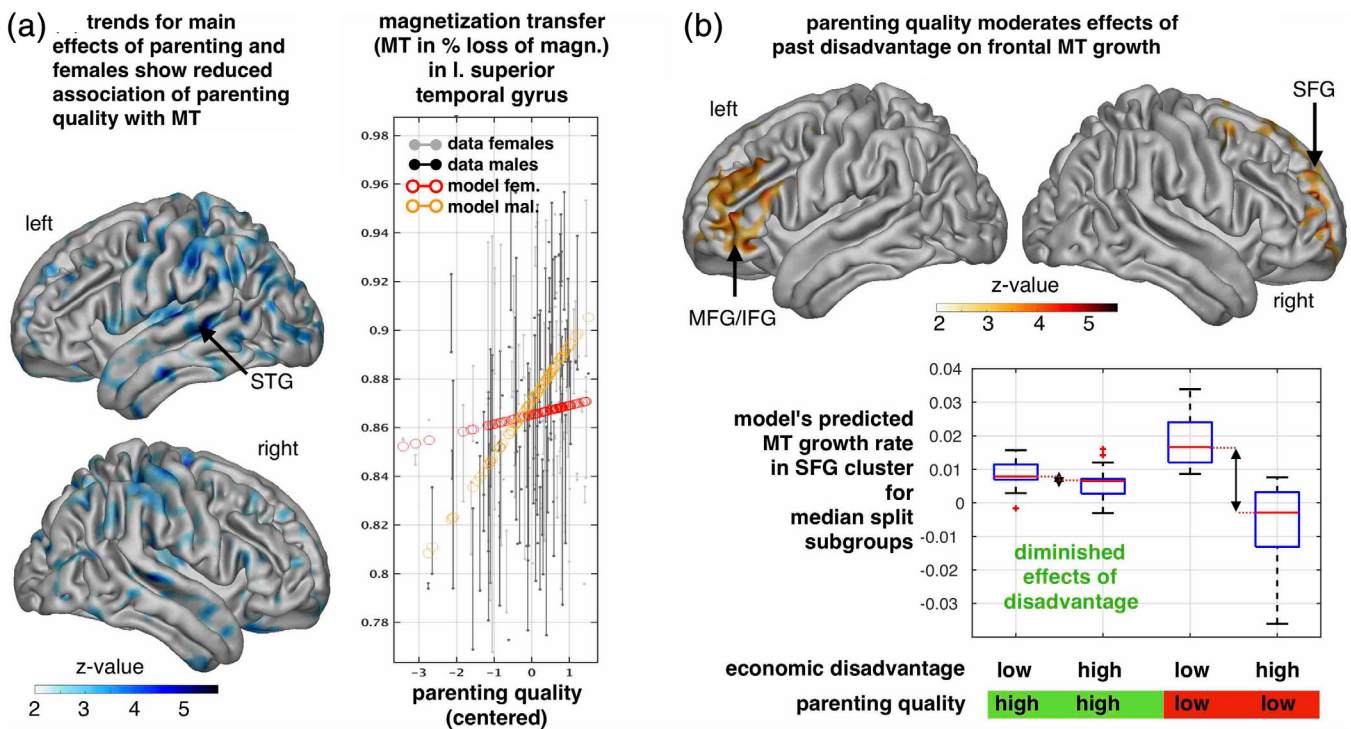 (a)
trends for main
effects of parenting and
females show reduced
association of parenting
quality with MT
left
STG
right
z-value
2 3 4 5
magnetization transfer
(MT in % loss of magn.)
in l. superior
temporal gyrus
data females
data males
model fem.
model mal.
0.98
0.96
0.94
0.92
0.9
0.88
0.86
0.84
0.82
0.8
0.78
-3 -2 -1 0 1
parenting quality
(centered)
(b)
parenting quality moderates effects of
past disadvantage on frontal MT growth
left
SFG
MFG/IFG
z-value
2 3 4 5
right
model's predicted
MT growth rate
in SFG cluster
for
median split
subgroups
0.04
0.03
0.02
0.01
0
-0.01
-0.02
-0.03
diminished
effects of
disadvantage
economic disadvantage low high low high
parenting quality high high low low